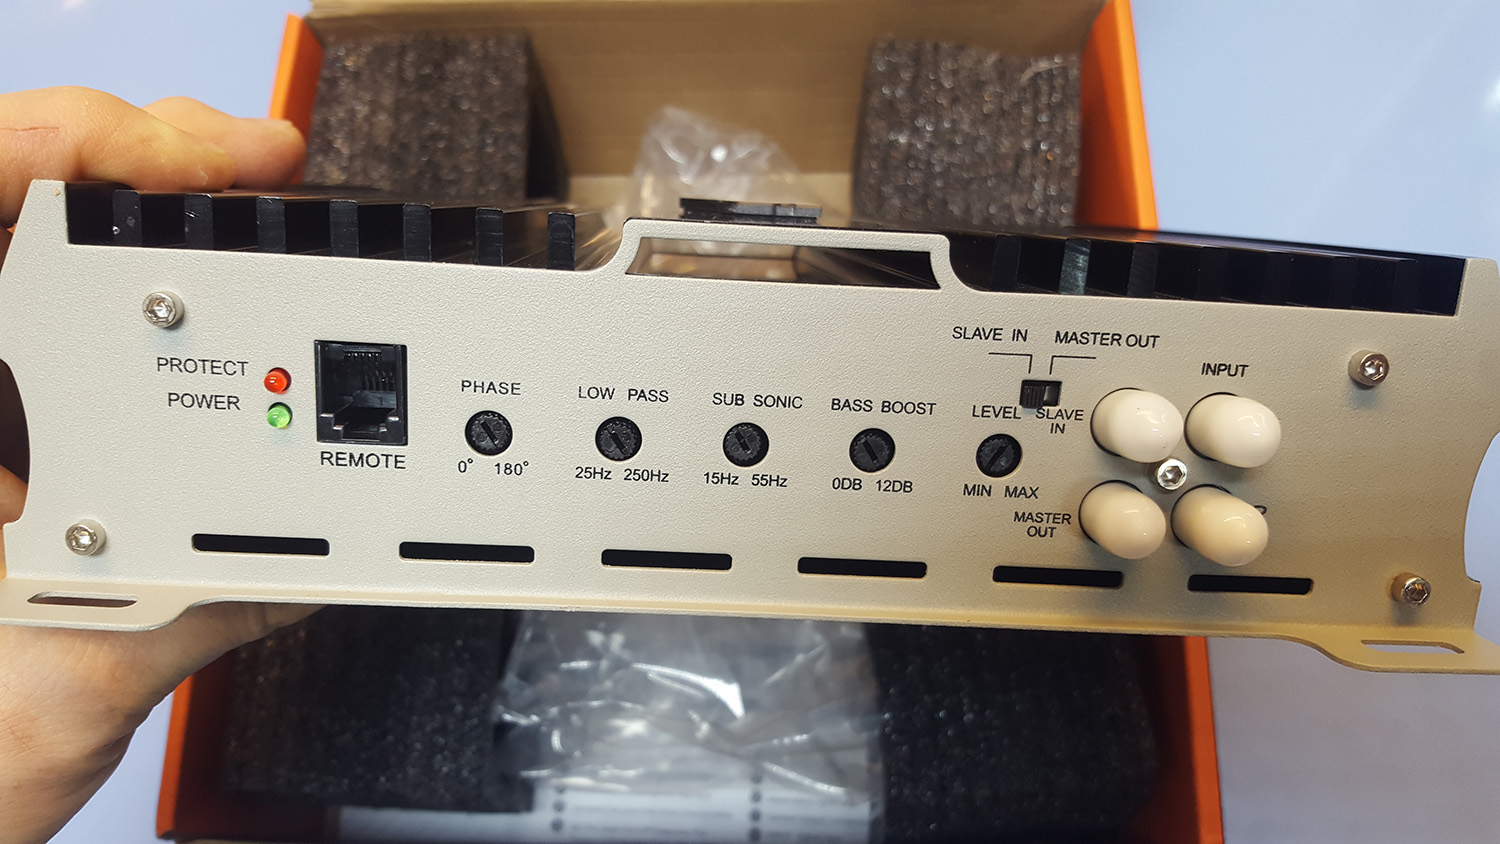 PROTECT
POWER
REMOTE
PHASE
0° 180°
LOW PASS
25Hz 250Hz
SUB SONIC
15Hz 55Hz
BASS BOOST
0DB 12DB
SLAVE IN
MASTER OUT
LEVEL
MIN MAX
SLAVE
IN
MASTER
OUT
INPUT